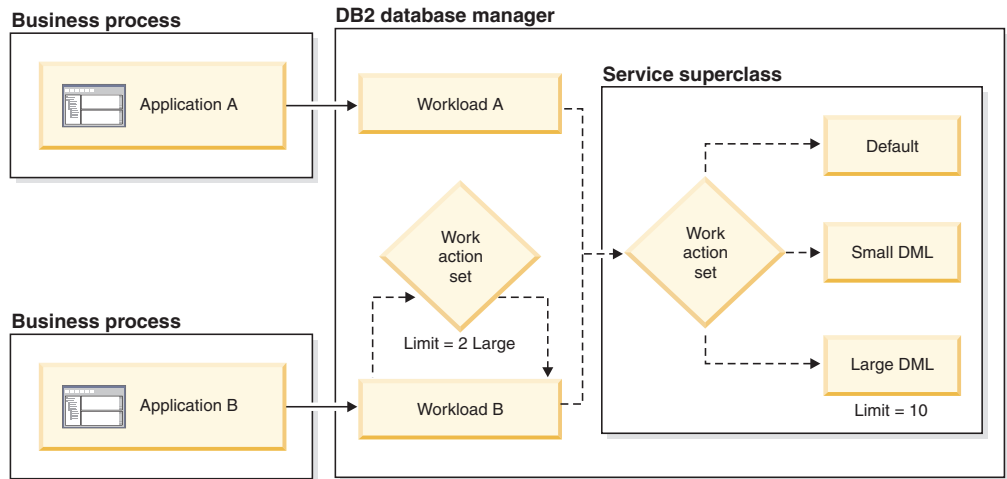 Business process
DB2 database manager
Application A
Workload A
Service superclass
Default
Work
action
set
Limit = 2 Large
Work
action
set
Small DML
Business process
Application B
Workload B
Large DML
Limit = 10